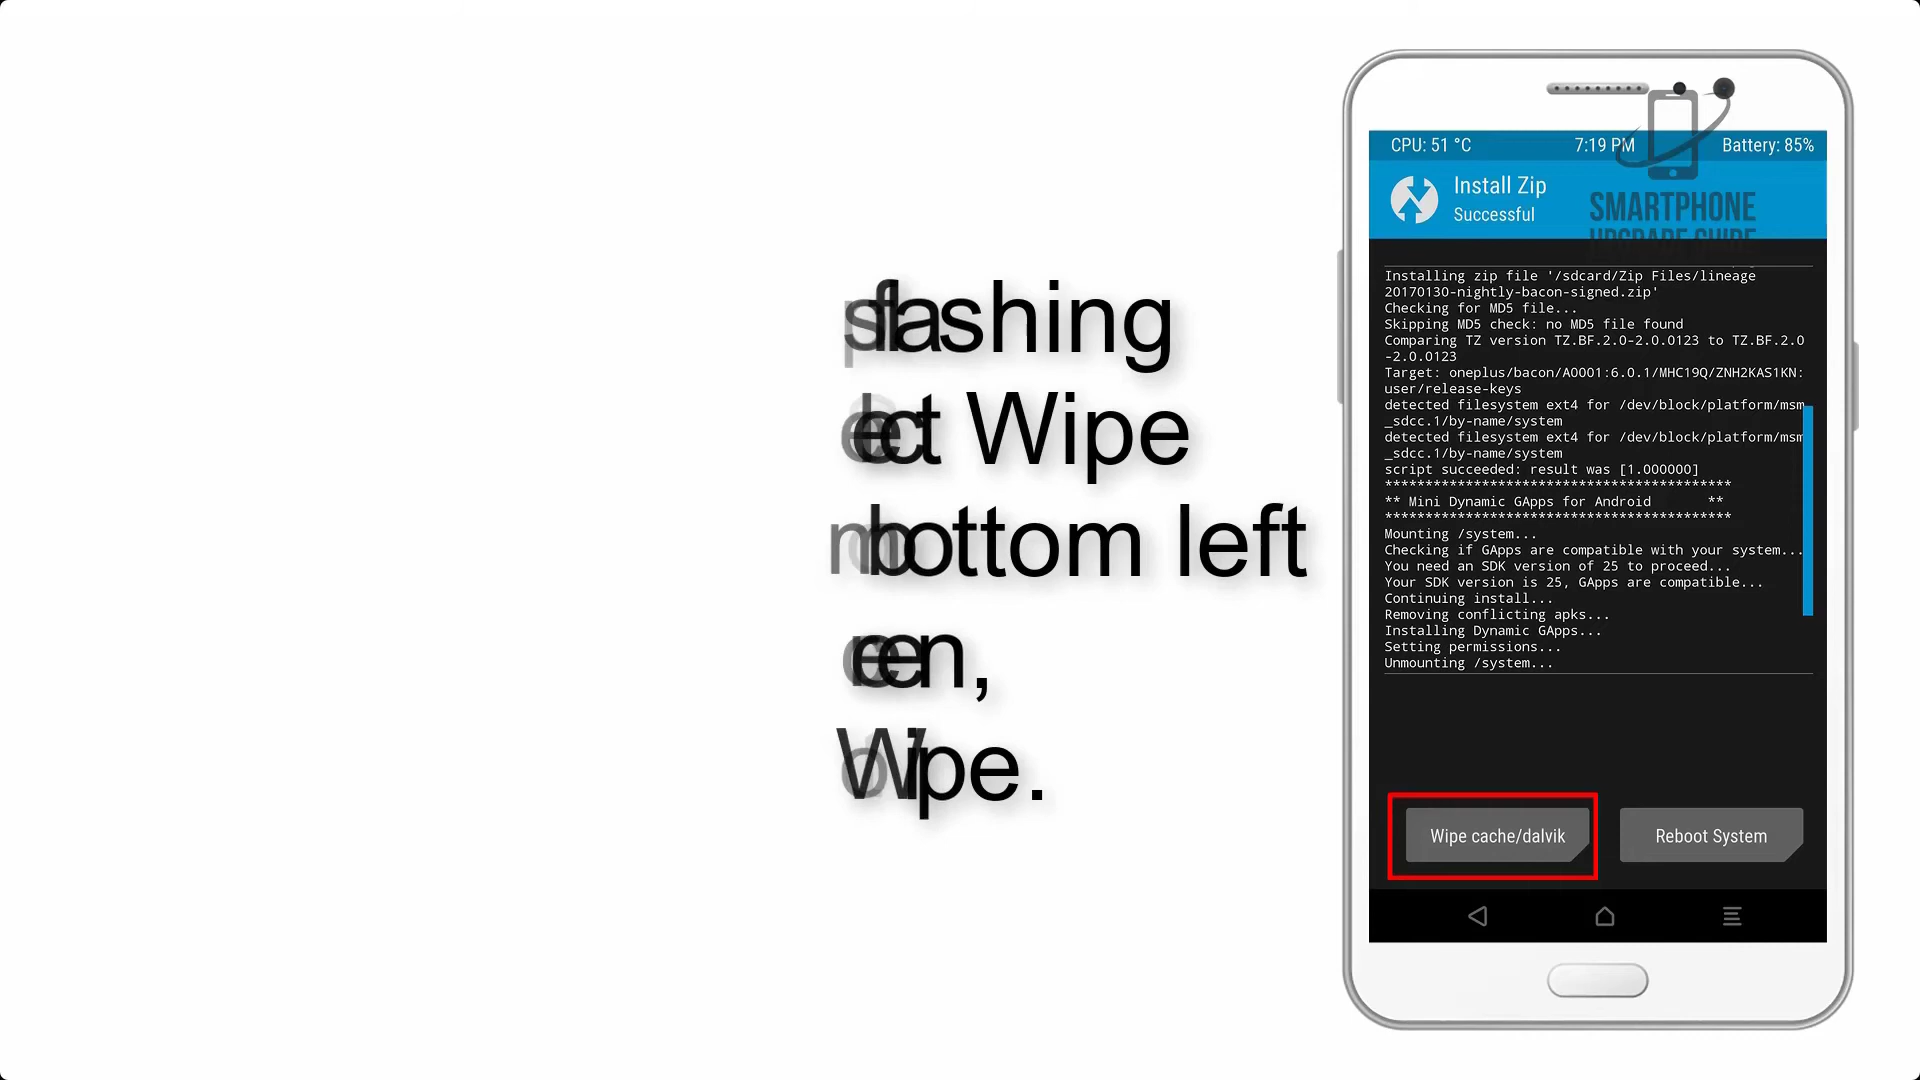 flashing
Wipe
bottom left
Wipe.
CPU: 51 °C 7:19 PM Battery: 85%
Install Zip
Successful
SMARTPHONE
UPGRADE GUIDE
Installing zip file '/sdcard/Zip Files/lineage
20170130-nightly-bacon-signed.zip'
Checking for MD5 file...
Skipping MD5 check: no MD5 file found
Comparing TZ version TZ.BF.2.0-2.0.0123 to TZ.BF.2.0
-2.0.0123
Target: oneplus/bacon/A0001:6.0.1/MHC19Q/ZNH2KAS1KN:
user/release-keys
detected filesystem ext4 for /dev/block/platform/msm
_sdcc.1/by-name/system
detected filesystem ext4 for /dev/block/platform/msm
_sdcc.1/by-name/system
script succeeded: result was [1.000000]
*******************************************
** Mini Dynamic GApps for Android **
*******************************************
Mounting /system...
Checking if GApps are compatible with your system...
You need an SDK version of 25 to proceed...
Your SDK version is 25, GApps are compatible...
Continuing install...
Removing conflicting apks...
Installing Dynamic GApps...
Setting permissions...
Unmounting /system...
Wipe cache/dalvik Reboot System